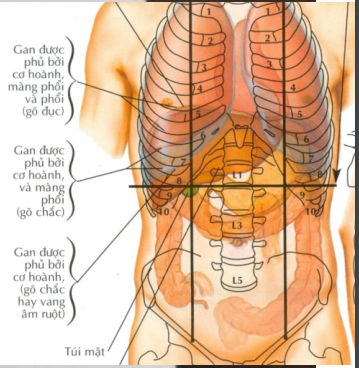 Gan được
phủ bởi
cơ hoành,
màng phổi
và phổi
(gõ đục)
Gan được
phủ bởi
cơ hoành,
và màng
phổi
(gõ chắc)
Gan được
phủ bởi
cơ hoành,
(gõ chắc
hay vang
âm ruột)
Túi mật
1 1
2 2
3 3
4 4
5 5
6 6
7 7
8 8
9 9
10 10
L1
L3
L5